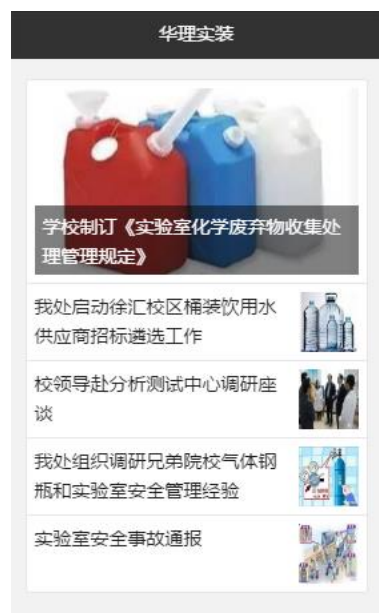 华理实装
学校制订《实验室化学废弃物收集处
理管理规定》
我处启动徐汇校区桶装饮用水
供应商招标遴选工作
校领导赴分析测试中心调研座
谈
我处组织调研兄弟院校气体钢
瓶和实验室安全管理经验
实验室安全事故通报